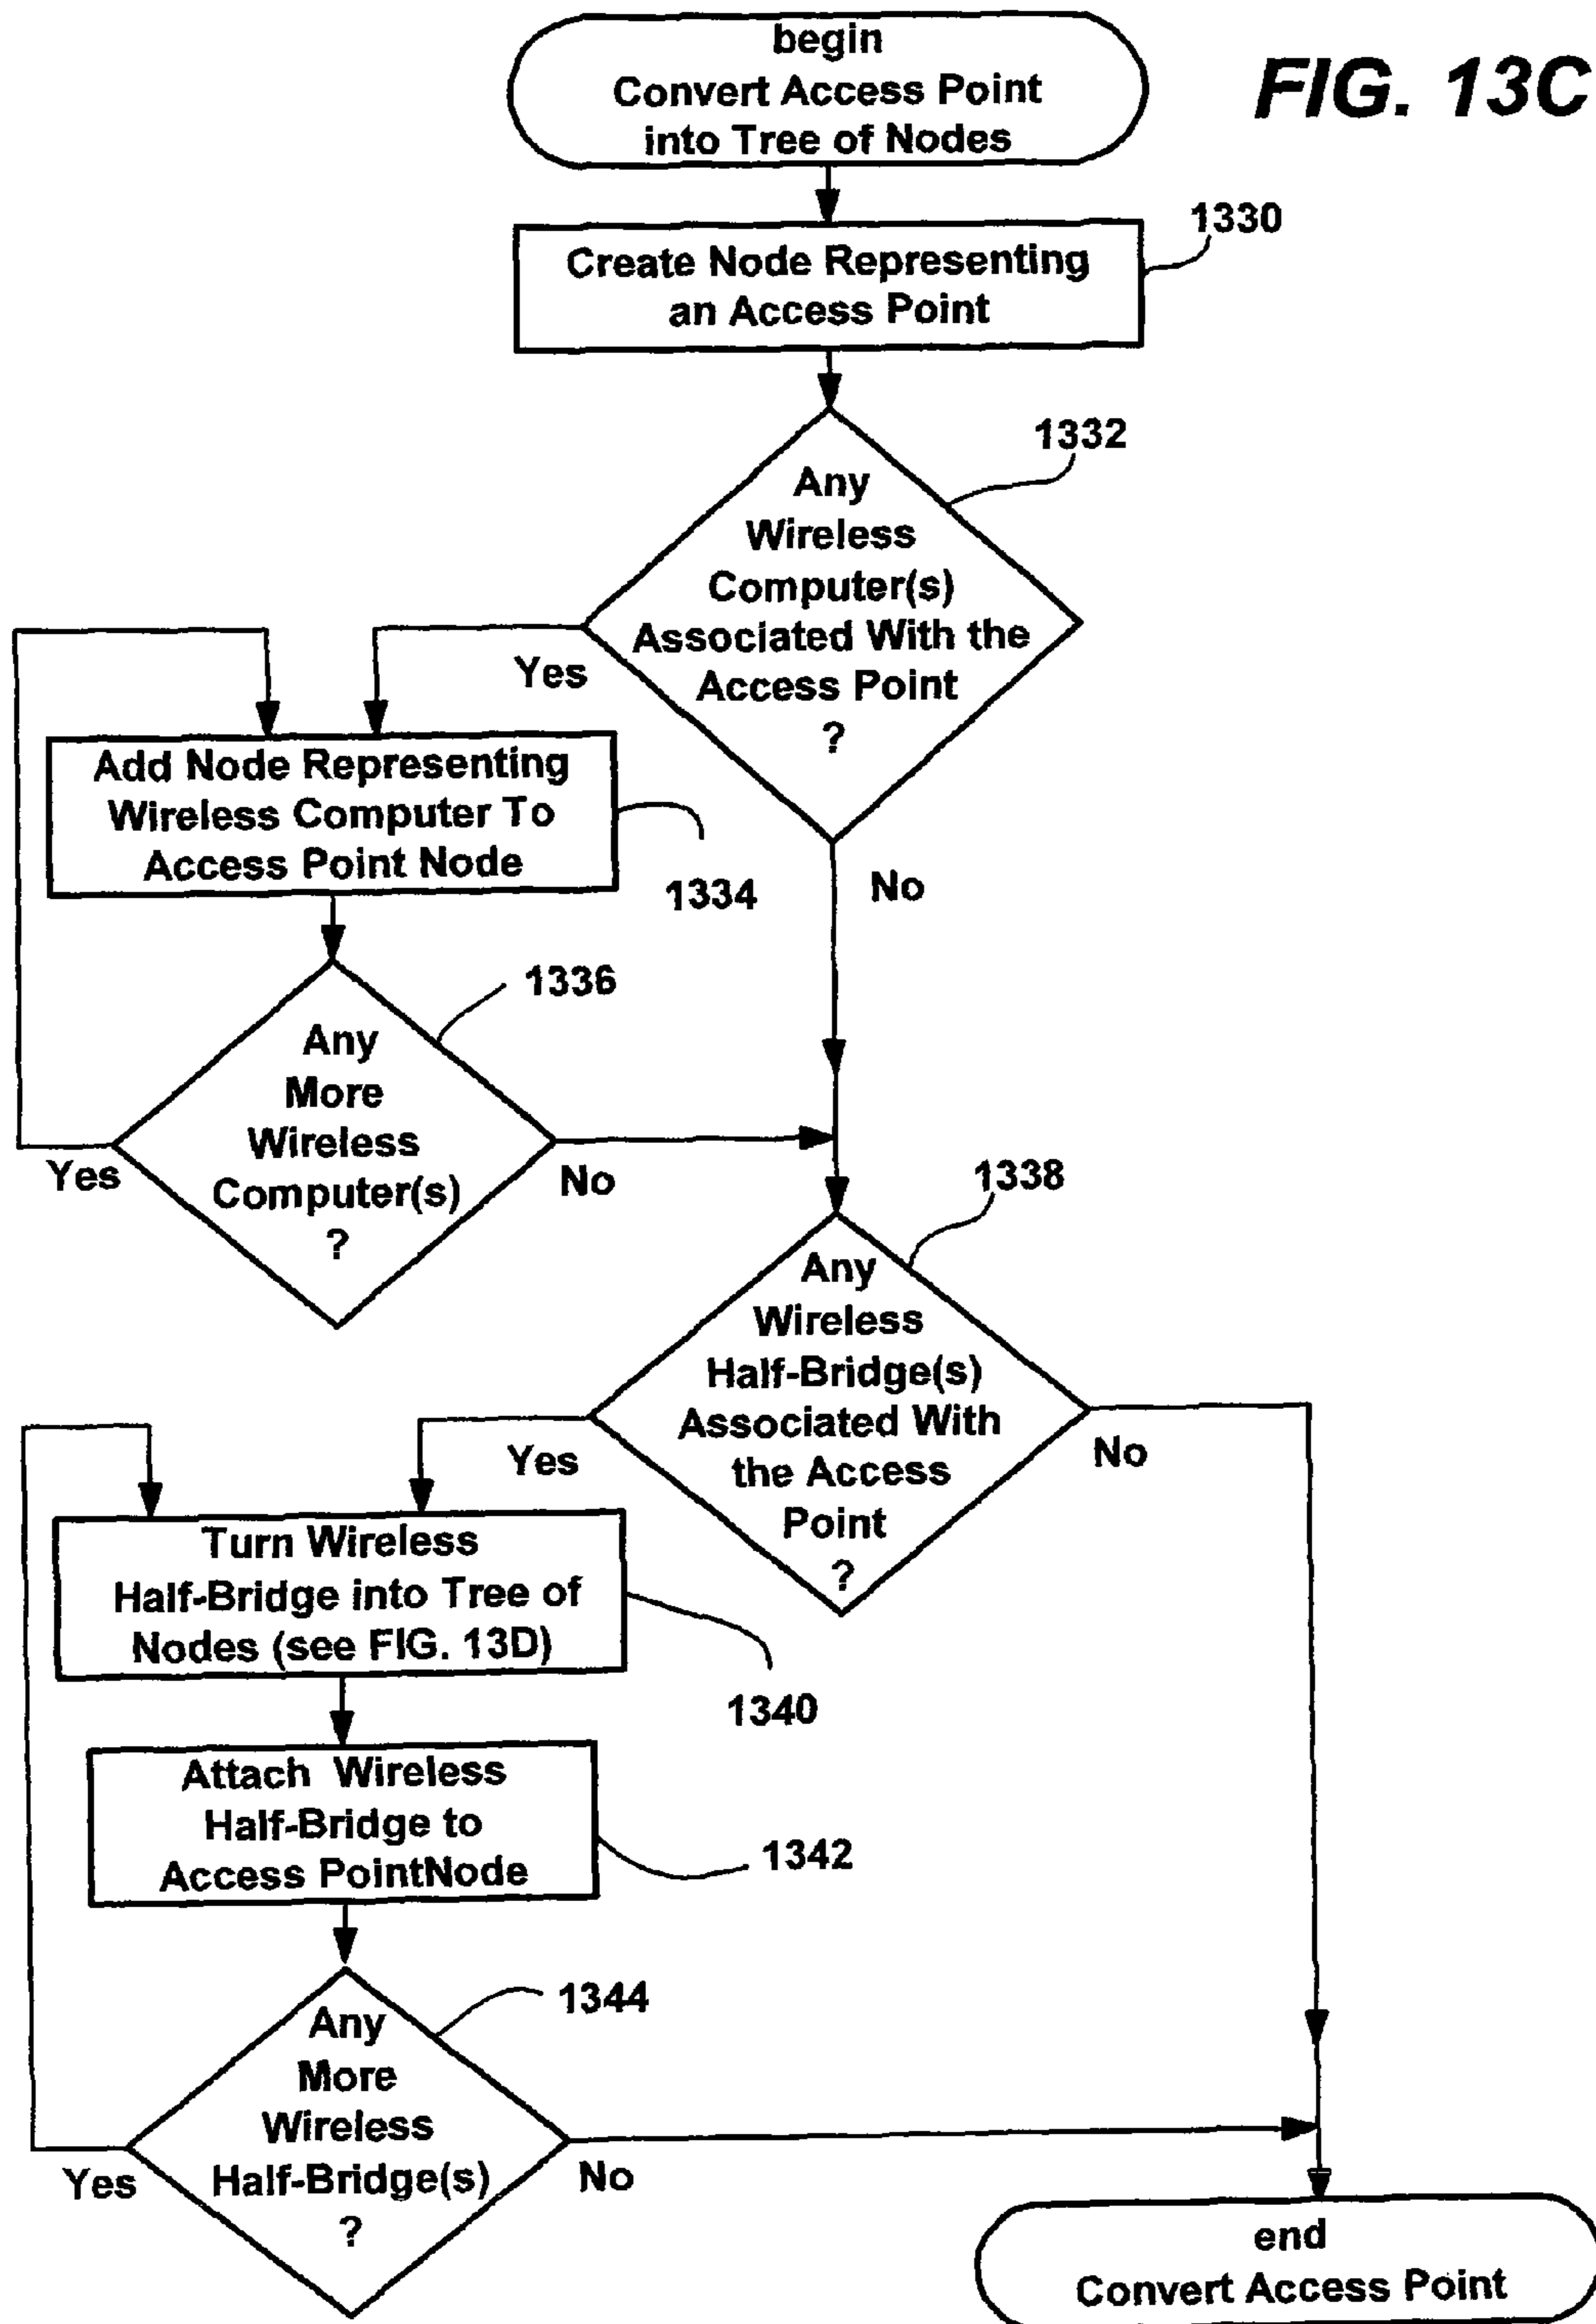 begin
Convert Access Point
into Tree of Nodes
FIG. 13C
1330
Create Node Representing
an Access Point
1332
Any
Wireless
Computer(s)
Associated With the
Access Point
?
Yes
No
Add Node Representing
Wireless Computer To
Access Point Node
1334
1336
Any
More
Wireless
Computer(s)
?
Yes
No
1338
Any
Wireless
Half-Bridge(s)
Associated With
the Access
Point
?
Yes
No
Turn Wireless
Half-Bridge into Tree of
Nodes (see FIG. 13D)
1340
Attach Wireless
Half-Bridge to
Access PointNode
1342
1344
Any
More
Wireless
Half-Bridge(s)
?
Yes
No
end
Convert Access Point